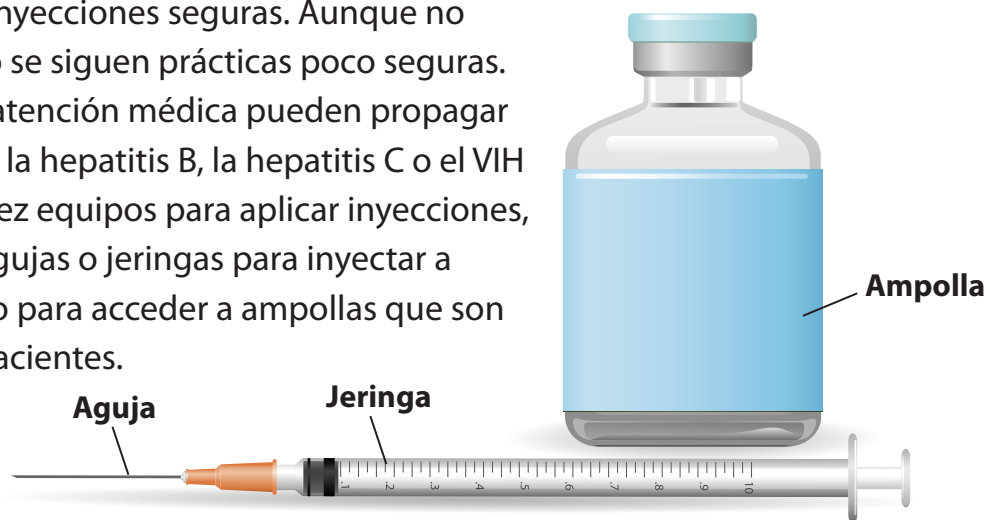 nyecciones seguras. Aunque no
o se siguen prácticas poco seguras.
atención médica pueden propagar
la hepatitis B, la hepatitis C o el VIH
ez equipos para aplicar inyecciones,
gujas o jeringas para inyectar a
o para acceder a ampollas que son
acientes.
Ampolla
Aguja
Jeringa
.1 .2 .3 .4 .5 .6 .7 .8 .9 10